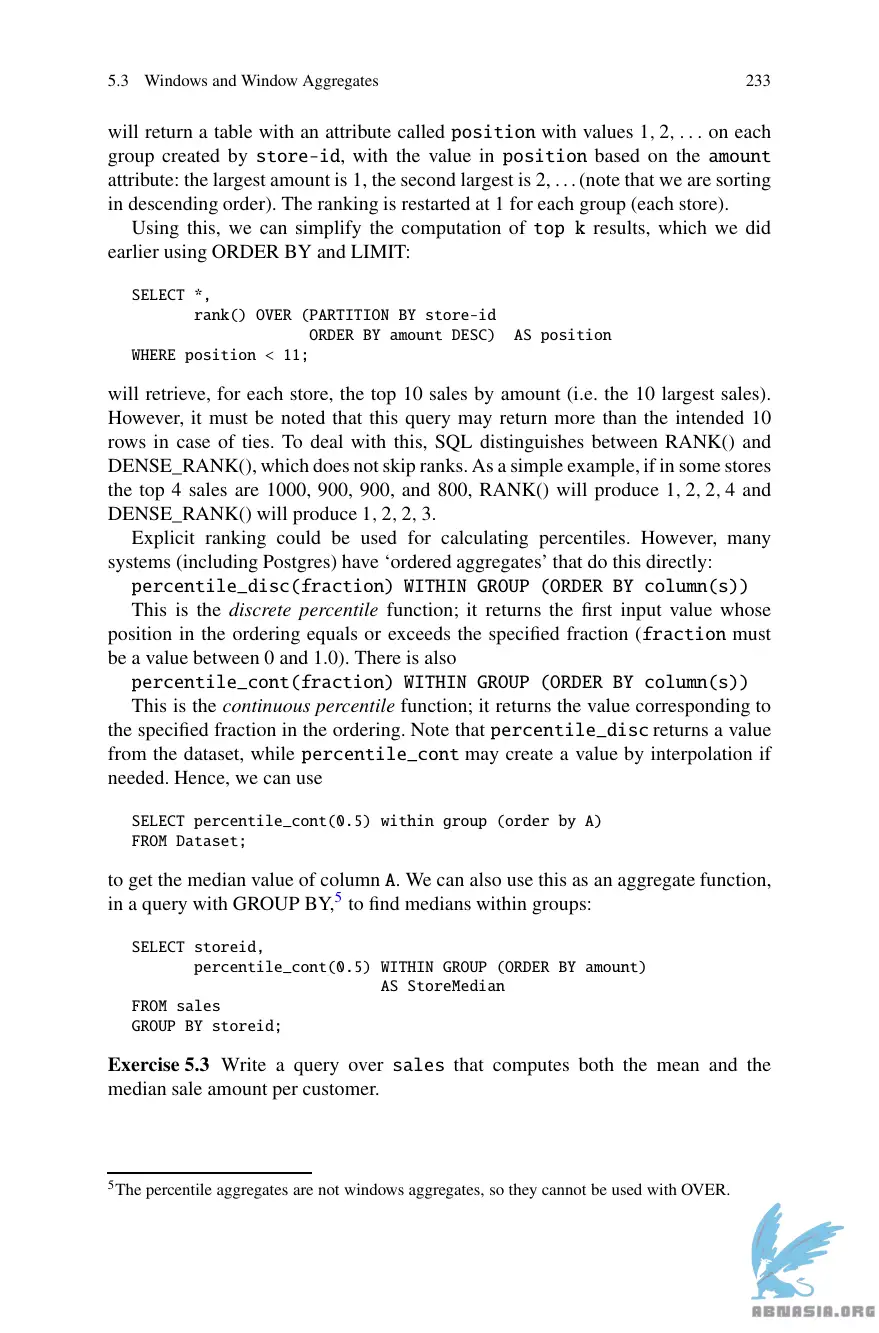 5.3 Windows and Window Aggregates 233
will return a table with an attribute called position with values 1, 2, . . . on each
group created by store-id, with the value in position based on the amount
attribute: the largest amount is 1, the second largest is 2, . . . (note that we are sorting
in descending order). The ranking is restarted at 1 for each group (each store).
Using this, we can simplify the computation of top k results, which we did
earlier using ORDER BY and LIMIT:
SELECT *,
rank() OVER (PARTITION BY store-id
ORDER BY amount DESC) AS position
WHERE position < 11;
will retrieve, for each store, the top 10 sales by amount (i.e. the 10 largest sales).
However, it must be noted that this query may return more than the intended 10
rows in case of ties. To deal with this, SQL distinguishes between RANK() and
DENSE_RANK(), which does not skip ranks. As a simple example, if in some stores
the top 4 sales are 1000, 900, 900, and 800, RANK() will produce 1, 2, 2, 4 and
DENSE_RANK() will produce 1, 2, 2, 3.
Explicit ranking could be used for calculating percentiles. However, many
systems (including Postgres) have ‘ordered aggregates’ that do this directly:
percentile_disc(fraction) WITHIN GROUP (ORDER BY column(s))
This is the discrete percentile function; it returns the first input value whose
position in the ordering equals or exceeds the specified fraction (fraction must
be a value between 0 and 1.0). There is also
percentile_cont(fraction) WITHIN GROUP (ORDER BY column(s))
This is the continuous percentile function; it returns the value corresponding to
the specified fraction in the ordering. Note that percentile_disc returns a value
from the dataset, while percentile_cont may create a value by interpolation if
needed. Hence, we can use
SELECT percentile_cont(0.5) within group (order by A)
FROM Dataset;
to get the median value of column A. We can also use this as an aggregate function,
in a query with GROUP BY,5 to find medians within groups:
SELECT storeid,
percentile_cont(0.5) WITHIN GROUP (ORDER BY amount)
AS StoreMedian
FROM sales
GROUP BY storeid;
Exercise 5.3 Write a query over sales that computes both the mean and the
median sale amount per customer.
5The percentile aggregates are not windows aggregates, so they cannot be used with OVER.
ABNASIA.ORG